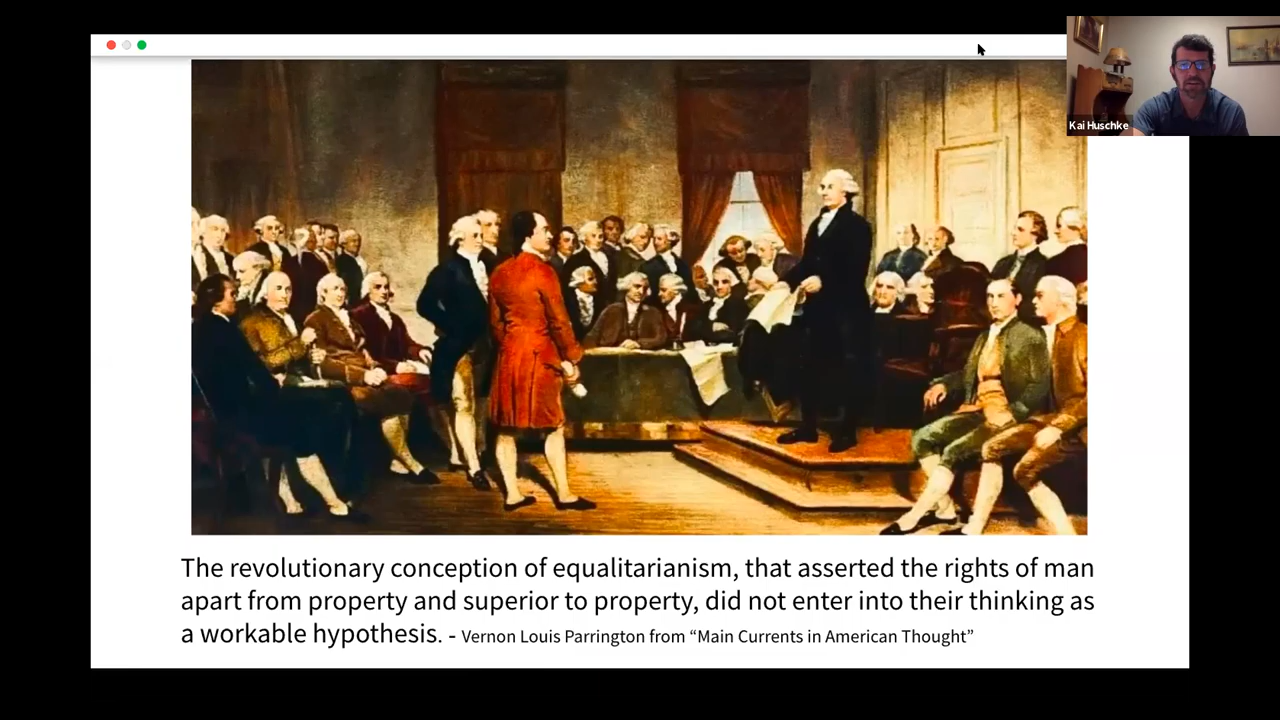 Kai Huschke
The revolutionary conception of equalitarianism, that asserted the rights of man
apart from property and superior to property, did not enter into their thinking as
a workable hypothesis. - Vernon Louis Parrington from “Main Currents in American Thought”